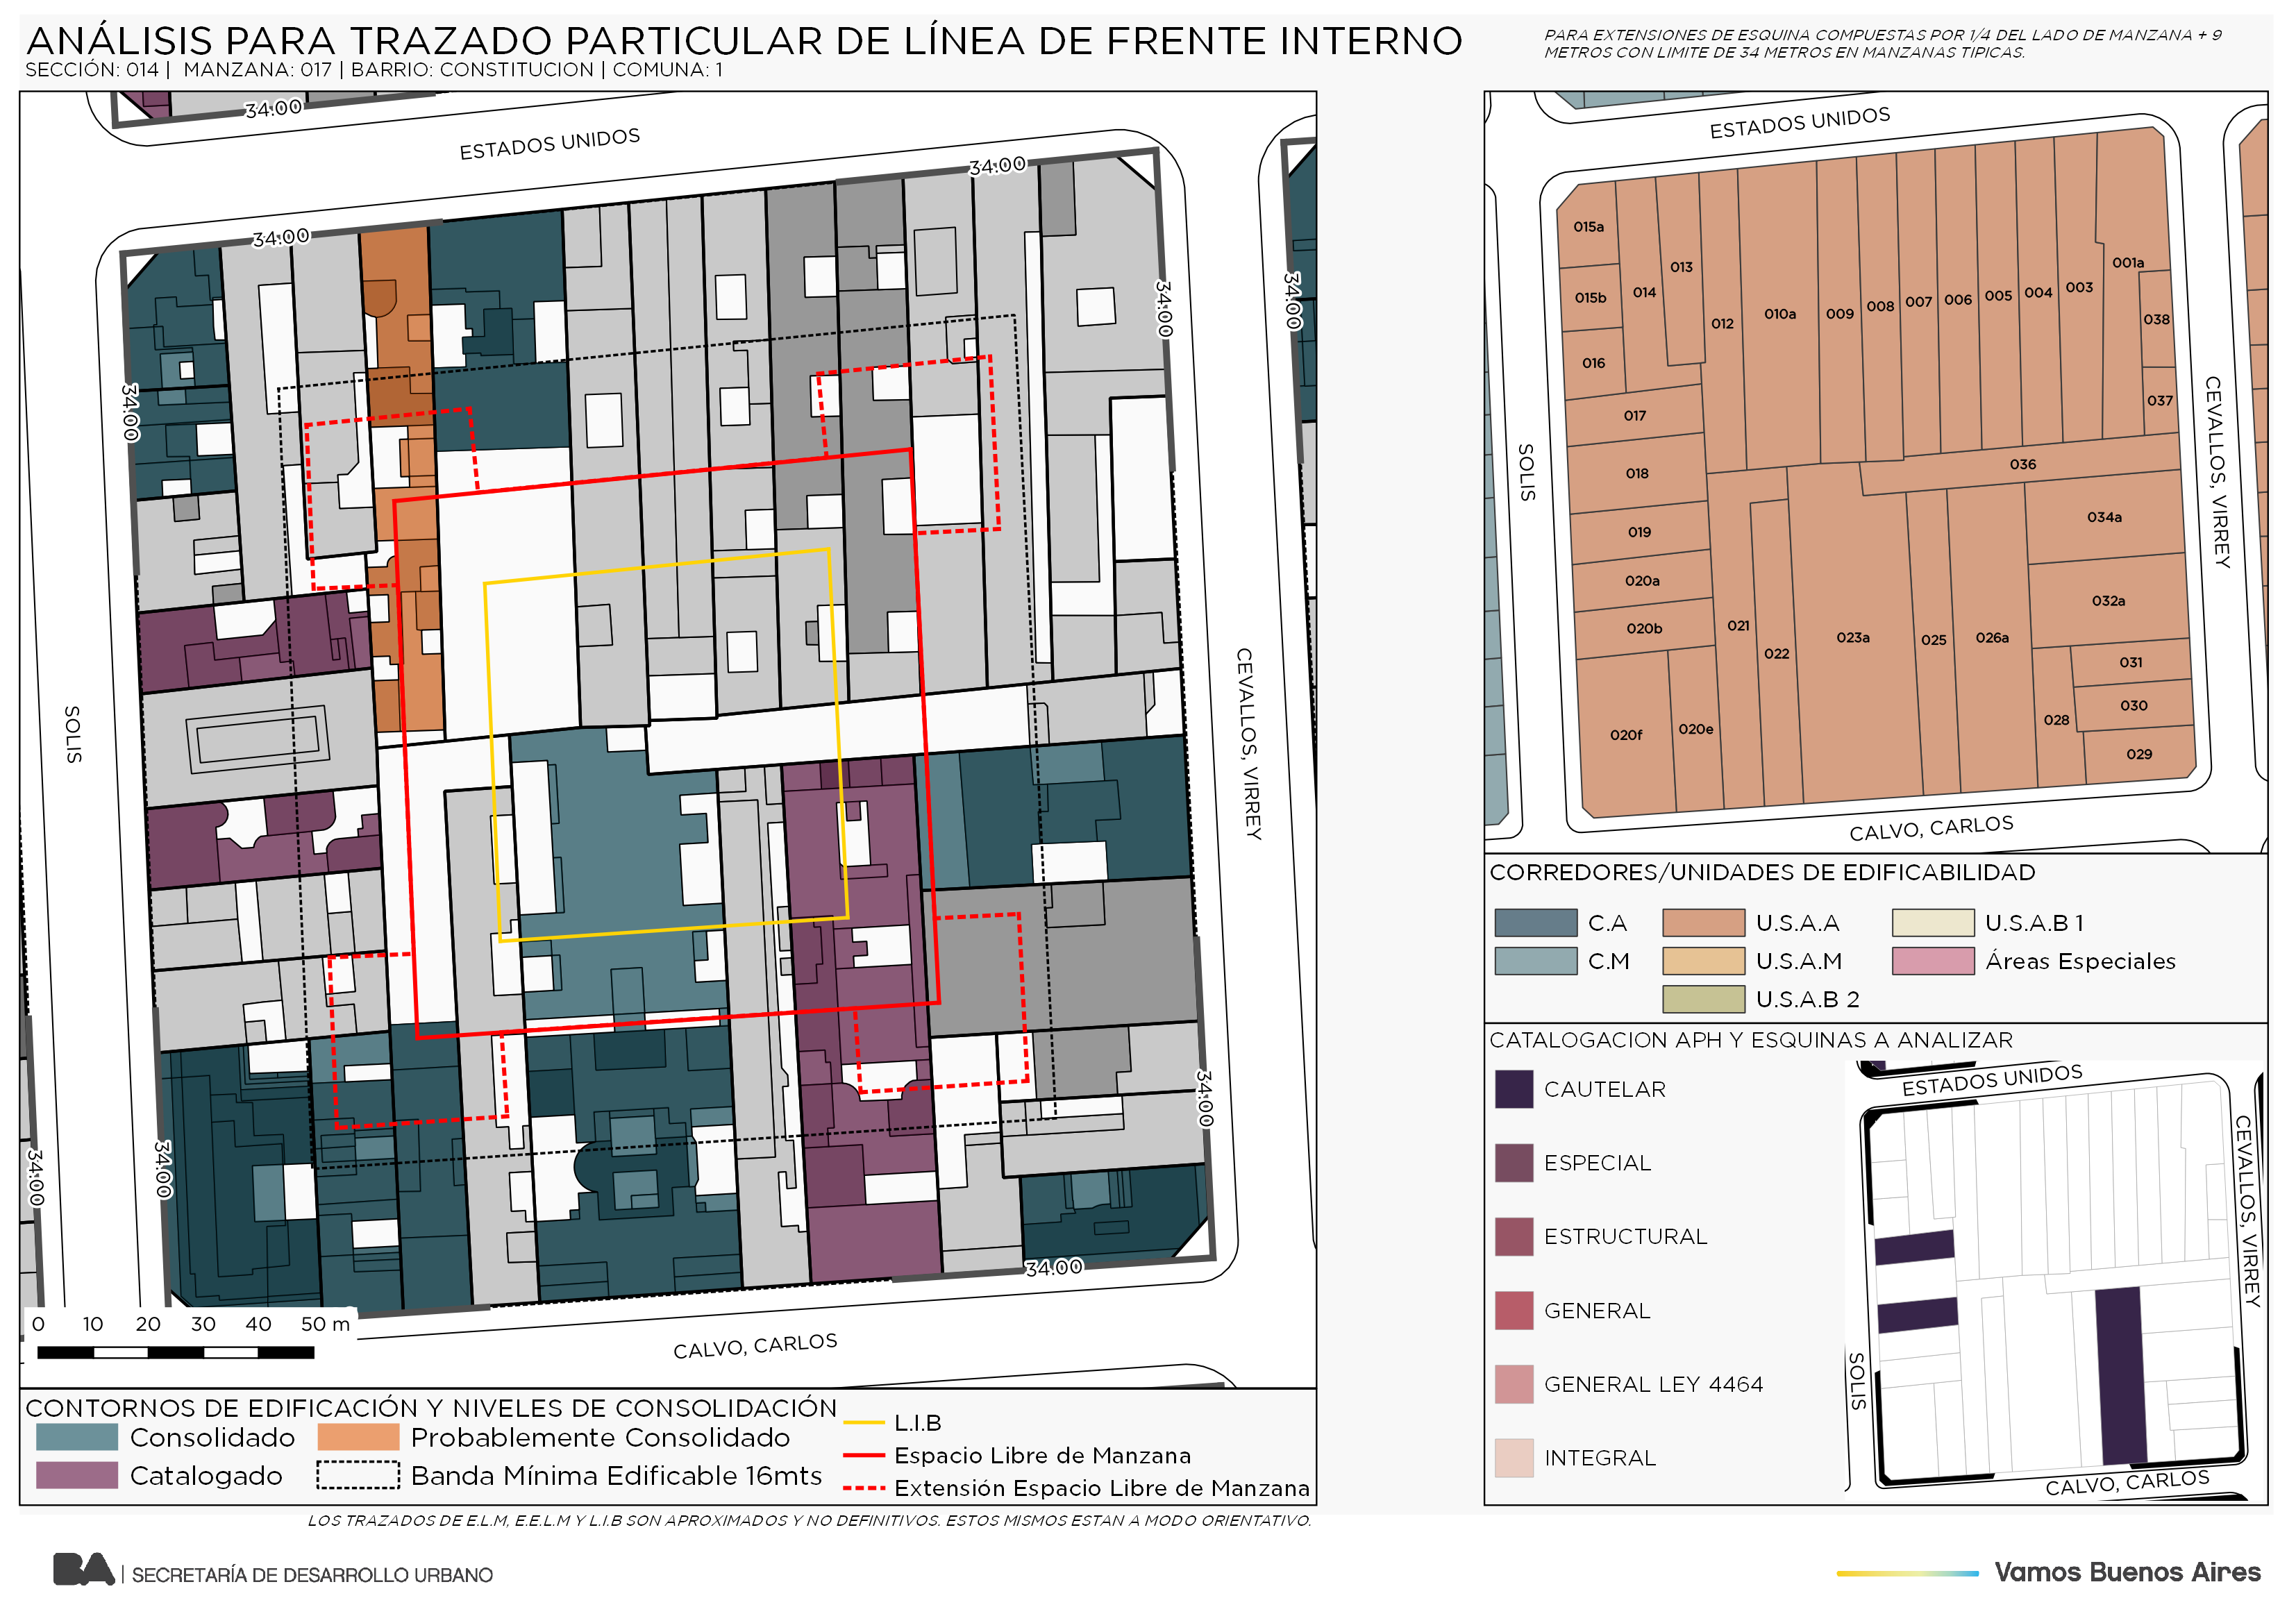 ANÁLISIS PARA TRAZADO PARTICULAR DE LÍNEA DE FRENTE INTERNO
SECCIÓN: 014 | MANZANA: 017 | BARRIO: CONSTITUCION | COMUNA: 1
PARA EXTENSIONES DE ESQUINA COMPUESTAS POR 1/4 DEL LADO DE MANZANA + 9
METROS CON LIMITE DE 34 METROS EN MANZANAS TIPICAS.
34.00
ESTADOS UNIDOS
34.00
34.00
34.00
34.00
34.00
SOLIS
CEVALLOS, VIRREY
34.00
34.00
34.00
34.00
CALVO, CARLOS
0 10 20 30 40 50 m
CONTORNOS DE EDIFICACIÓN Y NIVELES DE CONSOLIDACIÓN
Consolidado
Probablemente Consolidado
Catalogado
Banda Mínima Edificable 16mts
L.I.B
Espacio Libre de Manzana
Extensión Espacio Libre de Manzana
LOS TRAZADOS DE E.L.M, E.E.L.M Y L.I.B SON APROXIMADOS Y NO DEFINITIVOS. ESTOS MISMOS ESTAN A MODO ORIENTATIVO.
ESTADOS UNIDOS
015a
015b
016
014
013
012
010a
009
008
007
006
005
004
003
001a
038
037
017
018
019
020a
020b
020f
020e
021
022
023a
025
026a
036
034a
032a
031
030
028
029
SOLIS
CEVALLOS, VIRREY
CALVO, CARLOS
CORREDORES/UNIDADES DE EDIFICABILIDAD
C.A
U.S.A.A
U.S.A.B 1
C.M
U.S.A.M
Áreas Especiales
U.S.A.B 2
CATALOGACION APH Y ESQUINAS A ANALIZAR
CAUTELAR
ESPECIAL
ESTRUCTURAL
GENERAL
GENERAL LEY 4464
INTEGRAL
ESTADOS UNIDOS
CEVALLOS, VIRREY
SOLIS
CALVO, CARLOS
BA | SECRETARÍA DE DESARROLLO URBANO
Vamos Buenos Aires